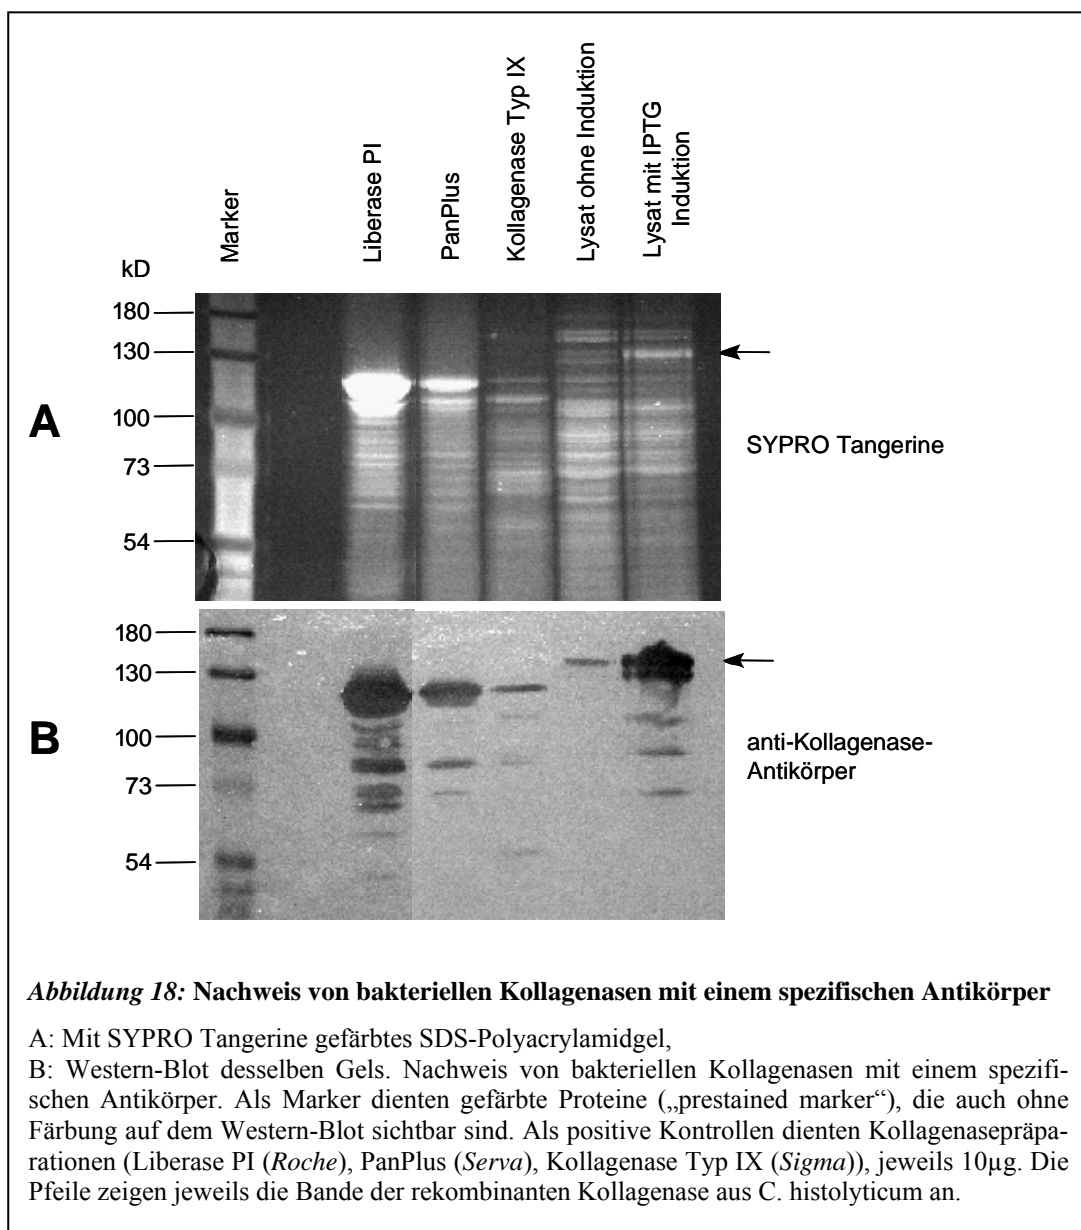 Marker
Liberase PI
PanPlus
Kollagenase Typ IX
Lysat ohne Induktion
Lysat mit IPTG
Induktion
kD
180
130
100
73
54
A
SYPRO Tangerine
180
130
100
73
54
B
anti-Kollagenase-
Antikörper
Abbildung 18: Nachweis von bakteriellen Kollagenasen mit einem spezifischen Antikörper
A: Mit SYPRO Tangerine gefärbtes SDS-Polyacrylamidgel,
B: Western-Blot desselben Gels. Nachweis von bakteriellen Kollagenasen mit einem spezifi-
schen Antikörper. Als Marker dienten gefärbte Proteine („prestained marker“), die auch ohne
Färbung auf dem Western-Blot sichtbar sind. Als positive Kontrollen dienten Kollagenasepräpa-
rationen (Liberase PI (Roche), PanPlus (Serva), Kollagenase Typ IX (Sigma)), jeweils 10µg. Die
Pfeile zeigen jeweils die Bande der rekombinanten Kollagenase aus C. histolyticum an.